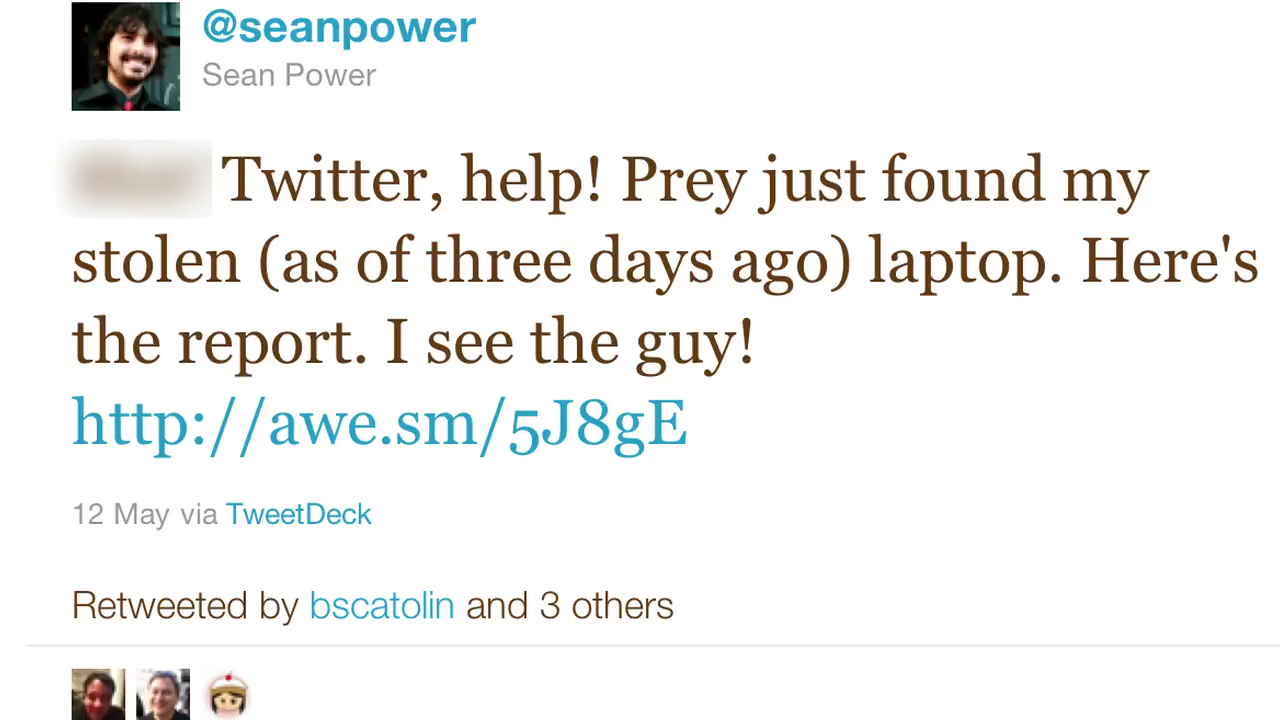 @seanpower
Sean Power
Twitter, help! Prey just found my
stolen (as of three days ago) laptop. Here's
the report. I see the guy!
http://awe.sm/5J8gE
12 May via TweetDeck
Retweeted by bscatolin and 3 others